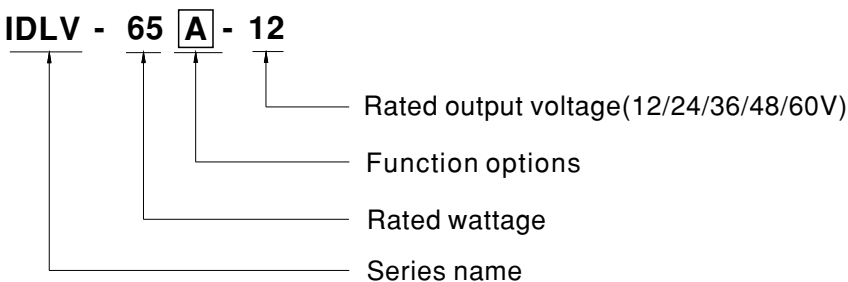 IDLV - 65 A - 12
Rated output voltage(12/24/36/48/60V)
Function options
Rated wattage
Series name